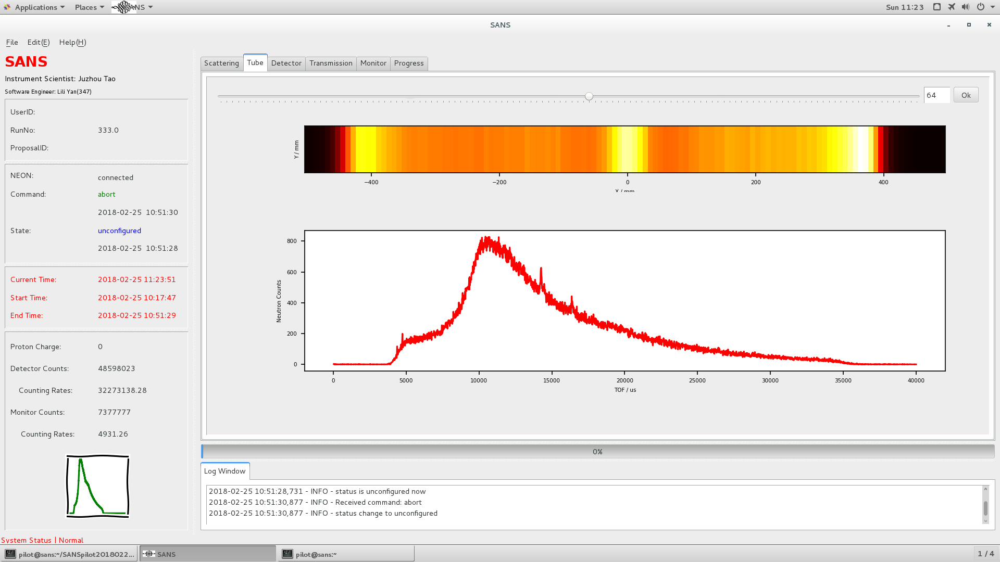 Applications Places SANS Sun 11:23
SANS
File Edit(E) Help(H)
SANS
Instrument Scientist: Juzhou Tao
Software Engineer: Lili Yan(347)
UserID:
RunNo: 333.0
ProposalID:
NEON: connected
Command: abort
2018-02-25 10:51:30
State: unconfigured
2018-02-25 10:51:28
Current Time: 2018-02-25 11:23:51
Start Time: 2018-02-25 10:17:47
End Time: 2018-02-25 10:51:29
Proton Charge: 0
Detector Counts: 48598023
Counting Rates: 32273138.28
Monitor Counts: 7377777
Counting Rates: 4931.26
Scattering Tube Detector Transmission Monitor Progress
64 Ok
Y / mm
−400 −200 0 200 400
X / mm
800
600
400
200
0
Neutron Counts
0 5000 10000 15000 20000 25000 30000 35000 40000
TOF / us
0%
Log Window
2018-02-25 10:51:28,731 - INFO - status is unconfigured now
2018-02-25 10:51:30,877 - INFO - Received command: abort
2018-02-25 10:51:30,877 - INFO - status change to unconfigured
System Status | Normal
pilot@sans:~/SANSpilot2018022... SANS pilot@sans:~ 1 / 4